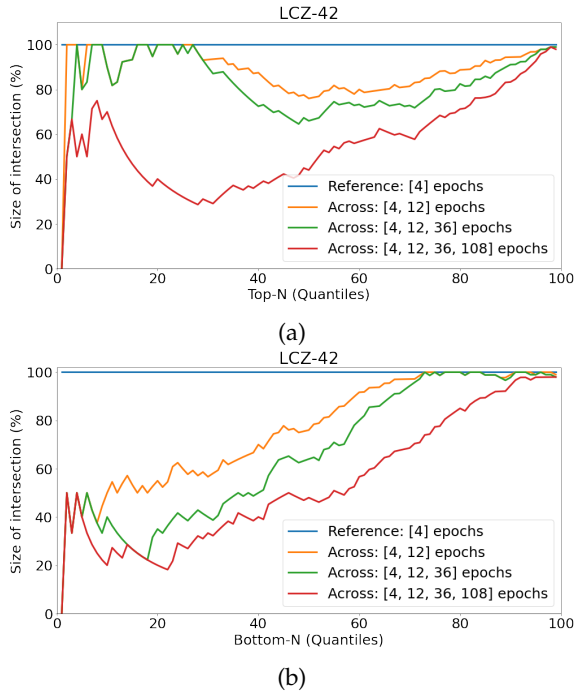 LCZ-42
Size of intersection (%)
100
80
60
40
20
0
Reference: [4] epochs
Across: [4, 12] epochs
Across: [4, 12, 36] epochs
Across: [4, 12, 36, 108] epochs
0 20 40 60 80 100
Top-N (Quantiles)
(a)
LCZ-42
Size of intersection (%)
100
80
60
40
20
0
Reference: [4] epochs
Across: [4, 12] epochs
Across: [4, 12, 36] epochs
Across: [4, 12, 36, 108] epochs
0 20 40 60 80 100
Bottom-N (Quantiles)
(b)